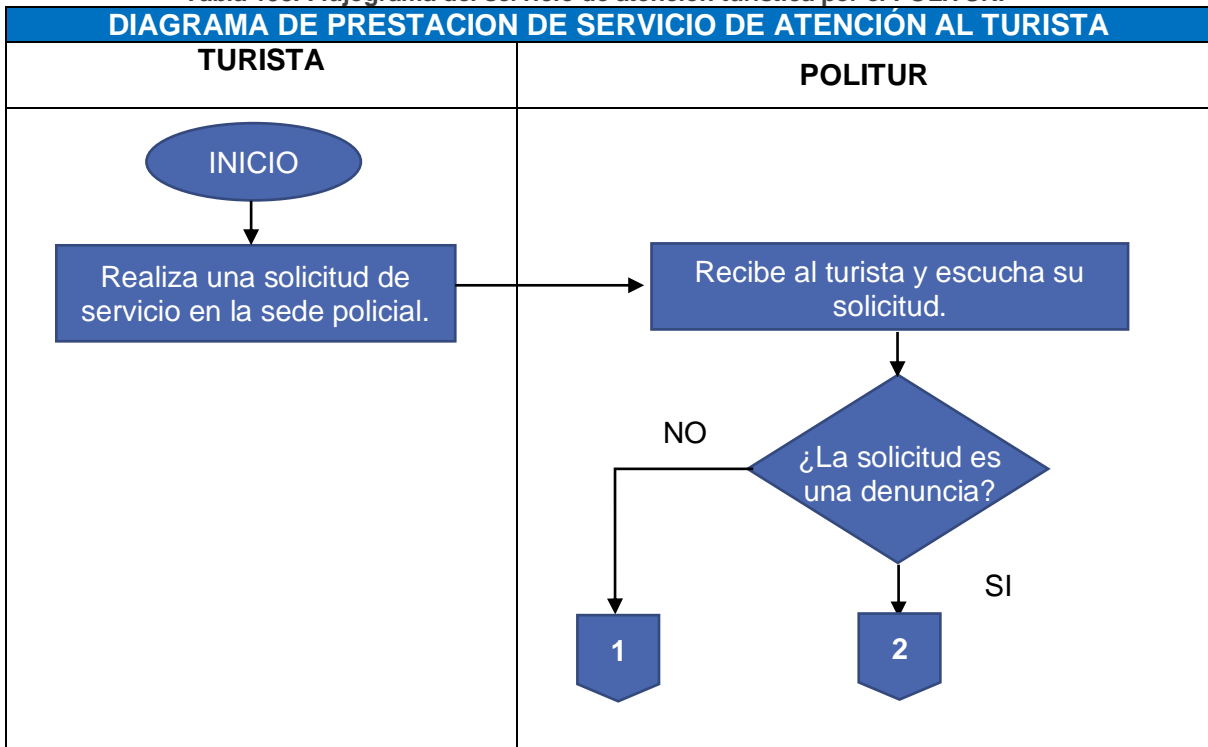 DIAGRAMA DE PRESTACION DE SERVICIO DE ATENCIÓN AL TURISTA
TURISTA
POLITUR
INICIO
Realiza una solicitud de
servicio en la sede policial.
Recibe al turista y escucha su
solicitud.
¿La solicitud es
una denuncia?
NO
SI
1
2